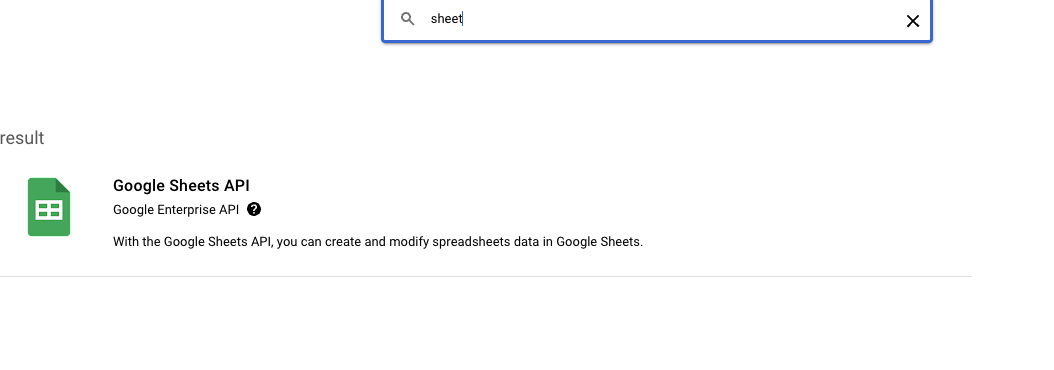 sheet
result
Google Sheets API
Google Enterprise API
With the Google Sheets API, you can create and modify spreadsheets data in Google Sheets.